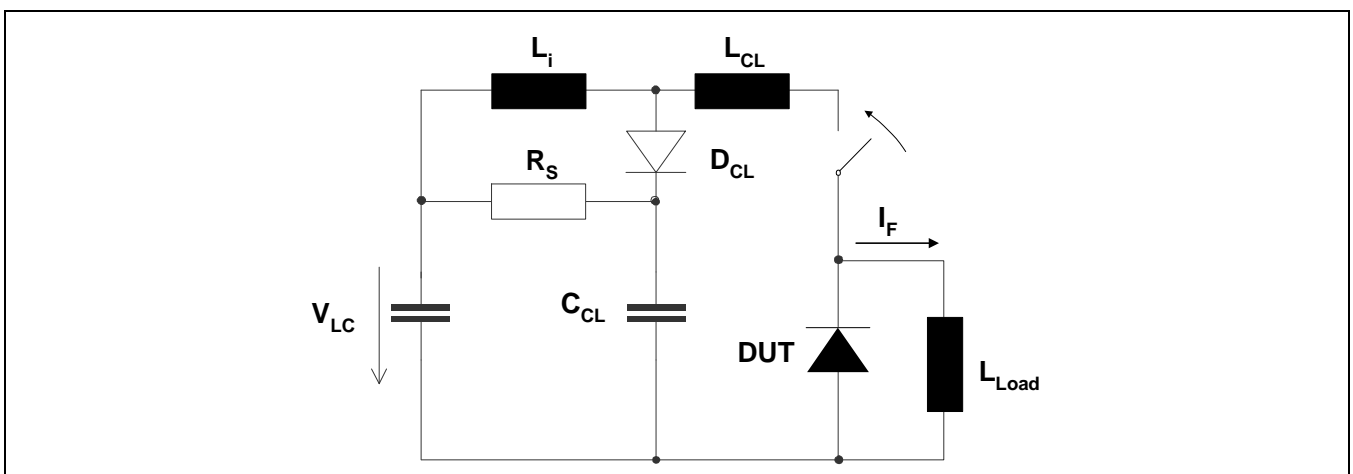 L_i
L_CL
R_S
D_CL
I_F
V_LC
C_CL
DUT
L_Load